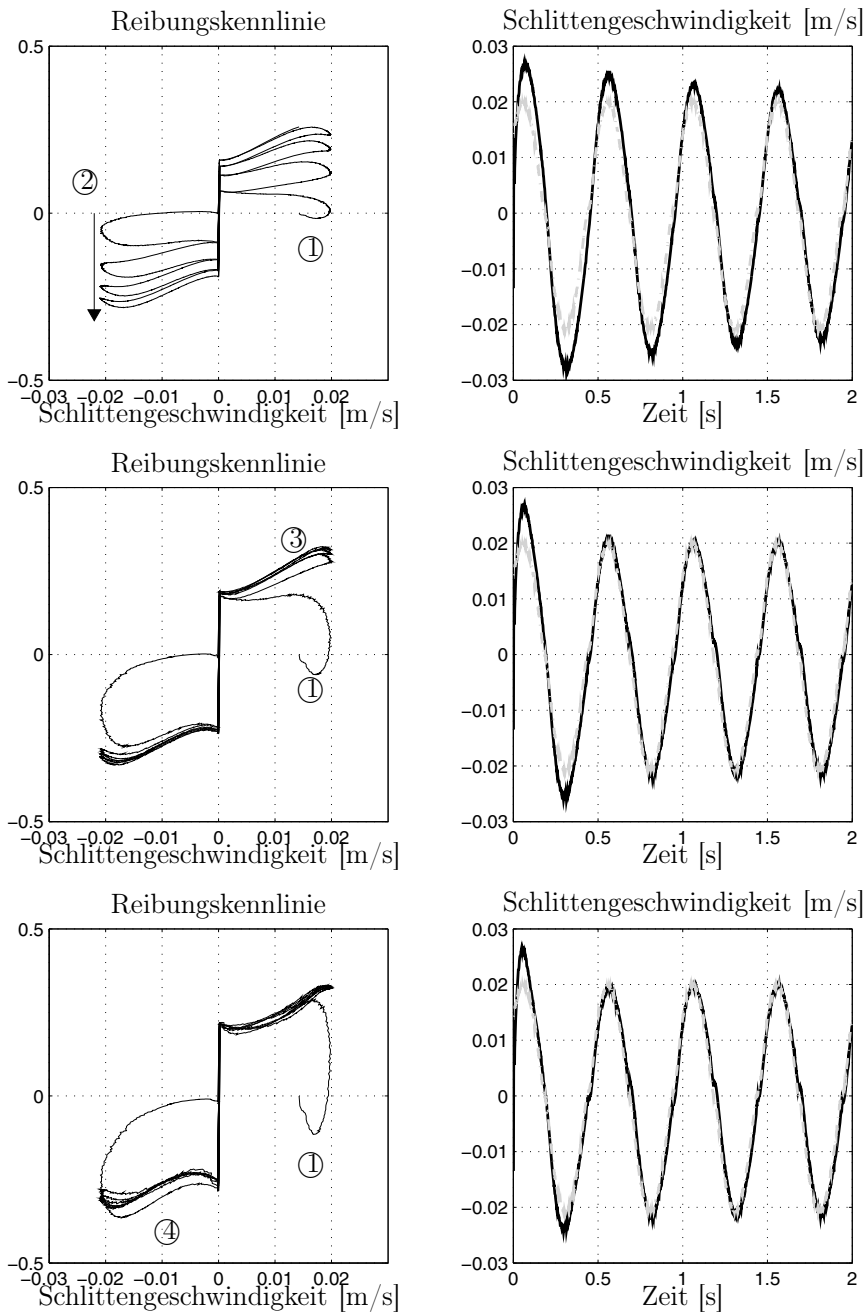 Reibungskennlinie
0.5
②
0
①
−0.5
−0.03 −0.02 −0.01 0 0.01 0.02
Schlittengeschwindigkeit [m/s]
Schlittengeschwindigkeit [m/s]
0.03
0.02
0.01
0
−0.01
−0.02
−0.03
0 0.5 1 1.5 2
Zeit [s]
Reibungskennlinie
0.5
③
0
①
−0.5
−0.03 −0.02 −0.01 0 0.01 0.02
Schlittengeschwindigkeit [m/s]
Schlittengeschwindigkeit [m/s]
0.03
0.02
0.01
0
−0.01
−0.02
−0.03
0 0.5 1 1.5 2
Zeit [s]
Reibungskennlinie
0.5
0
①
④
−0.5
−0.03 −0.02 −0.01 0 0.01 0.02
Schlittengeschwindigkeit [m/s]
Schlittengeschwindigkeit [m/s]
0.03
0.02
0.01
0
−0.01
−0.02
−0.03
0 0.5 1 1.5 2
Zeit [s]